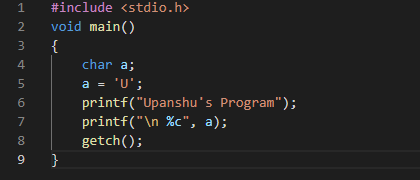 1 #include <stdio.h>
2 void main()
3 {
4     char a;
5     a = 'U';
6     printf("Upanshu's Program");
7     printf("\n %c", a);
8     getch();
9 }